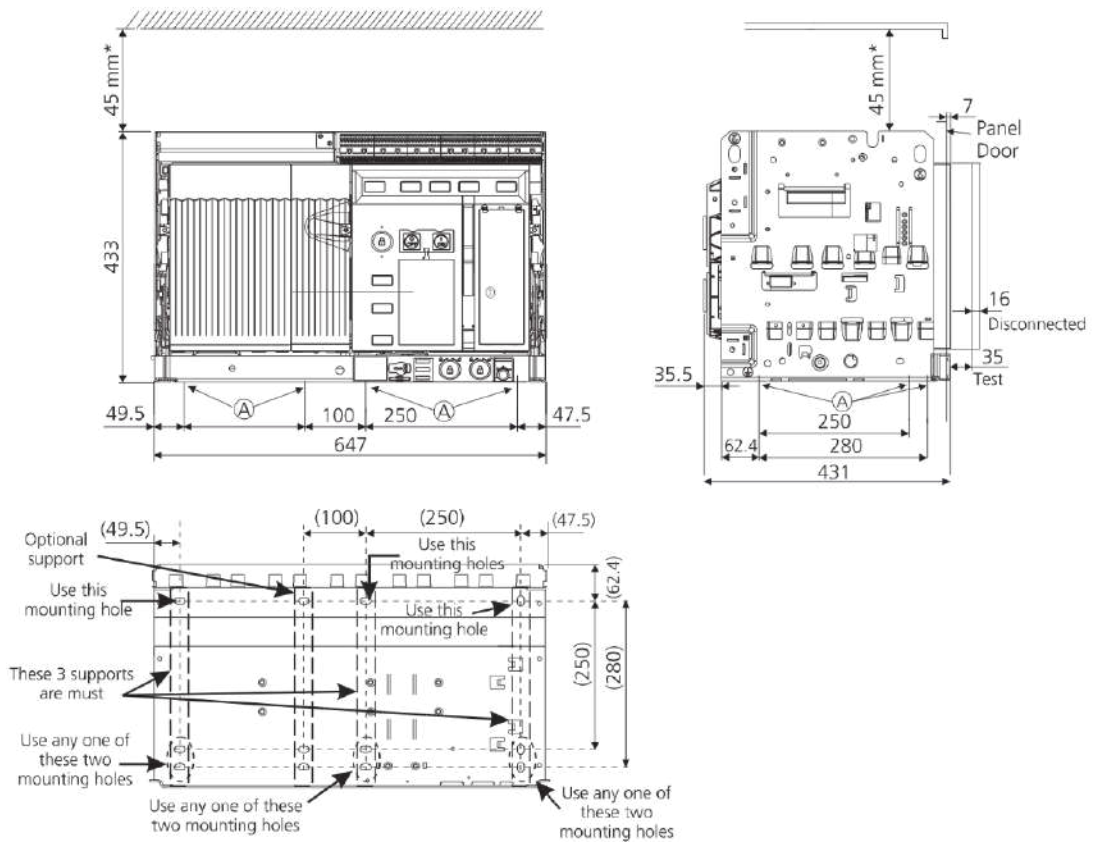 45 mm*
433
49.5
A
100
250
A
47.5
647
45 mm*
7
Panel
Door
16
Disconnected
35
Test
35.5
A
250
62.4
280
431
(49.5)
(100)
(250)
(47.5)
Optional
support
Use this
mounting holes
Use this
mounting hole
Use this
mounting hole
(62.4)
(250)
(280)
These 3 supports
are must
Use any one of
these two
mounting holes
Use any one of these
two mounting holes
Use any one of
these two
mounting holes